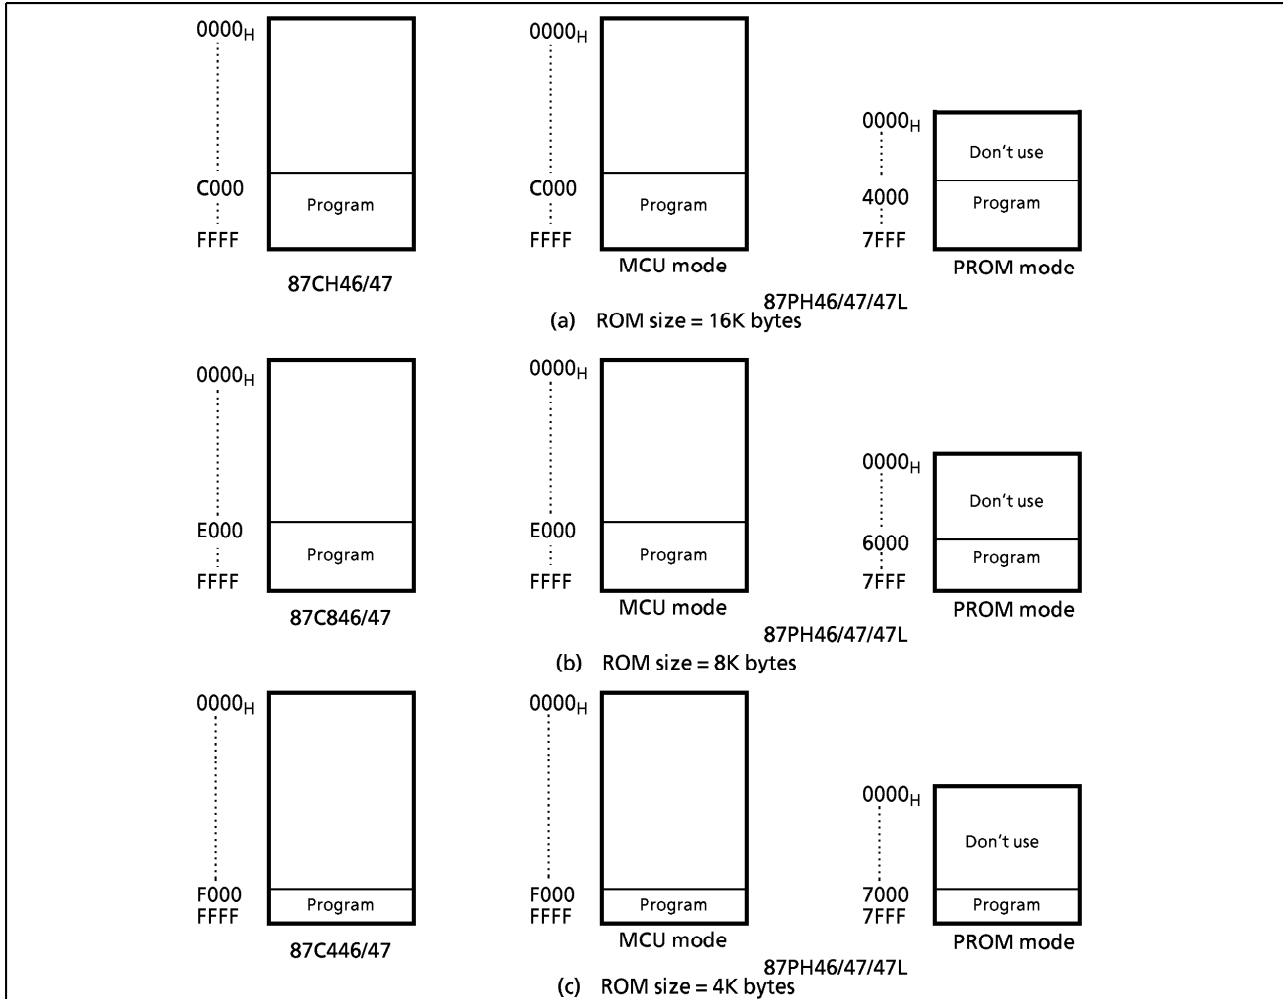 0000H
C000
FFFF
Program
87CH46/47
0000H
C000
FFFF
Program
MCU mode
0000H
4000
7FFF
Don't use
Program
PROM mode
87PH46/47/47L
(a) ROM size = 16K bytes
0000H
E000
FFFF
Program
87C846/47
0000H
E000
FFFF
Program
MCU mode
0000H
6000
7FFF
Don't use
Program
PROM mode
87PH46/47/47L
(b) ROM size = 8K bytes
0000H
F000
FFFF
Program
87C446/47
0000H
F000
FFFF
Program
MCU mode
0000H
7000
7FFF
Don't use
Program
PROM mode
87PH46/47/47L
(c) ROM size = 4K bytes